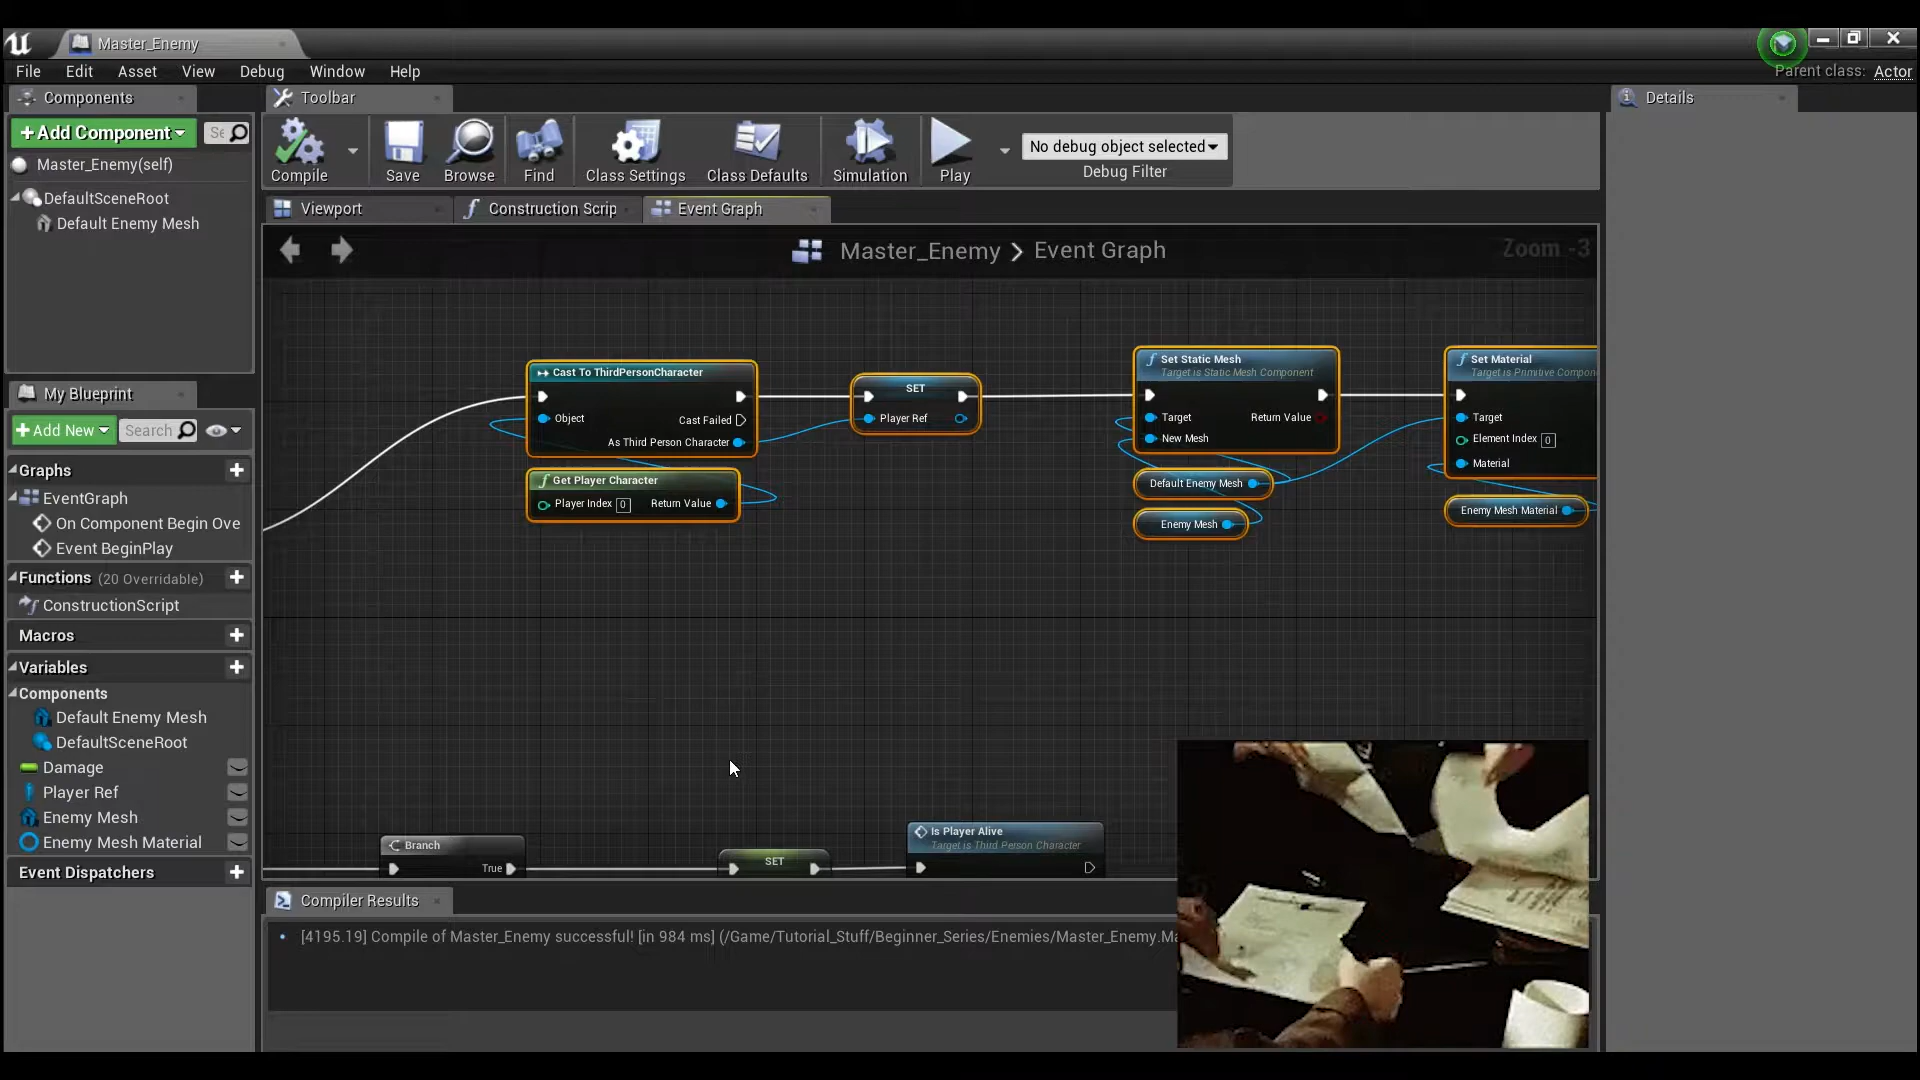 Master_Enemy
File Edit Asset View Debug Window Help
Parent class: Actor
Components
Toolbar
Details
+Add Component
Se
Master_Enemy(self)
DefaultSceneRoot
Default Enemy Mesh
Compile
Save
Browse
Find
Class Settings
Class Defaults
Simulation
Play
No debug object selected
Debug Filter
Viewport
Construction Scrip
Event Graph
Master_Enemy > Event Graph
Zoom -3
My Blueprint
+Add New
Search
Graphs
EventGraph
On Component Begin Ove
Event BeginPlay
Functions (20 Overridable)
ConstructionScript
Macros
Variables
Components
Default Enemy Mesh
DefaultSceneRoot
Damage
Player Ref
Enemy Mesh
Enemy Mesh Material
Event Dispatchers
Cast To ThirdPersonCharacter
Object
Cast Failed
As Third Person Character
Get Player Character
Player Index 0
Return Value
SET
Player Ref
Set Static Mesh
Target is Static Mesh Component
Target
Return Value
New Mesh
Default Enemy Mesh
Enemy Mesh
Set Material
Target is Primitive Compon
Target
Element Index 0
Material
Enemy Mesh Material
Branch
True
SET
Is Player Alive
Target is Third Person Character
Compiler Results
[4195.19] Compile of Master_Enemy successful! [in 984 ms] (/Game/Tutorial_Stuff/Beginner_Series/Enemies/Master_Enemy.Ma